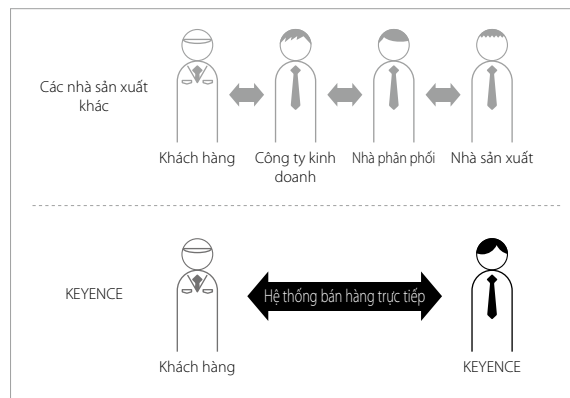 Các nhà sản xuất
khác
Khách hàng
Công ty kinh
doanh
Nhà phân phối
Nhà sản xuất
KEYENCE
Hệ thống bán hàng trực tiếp
Khách hàng
KEYENCE